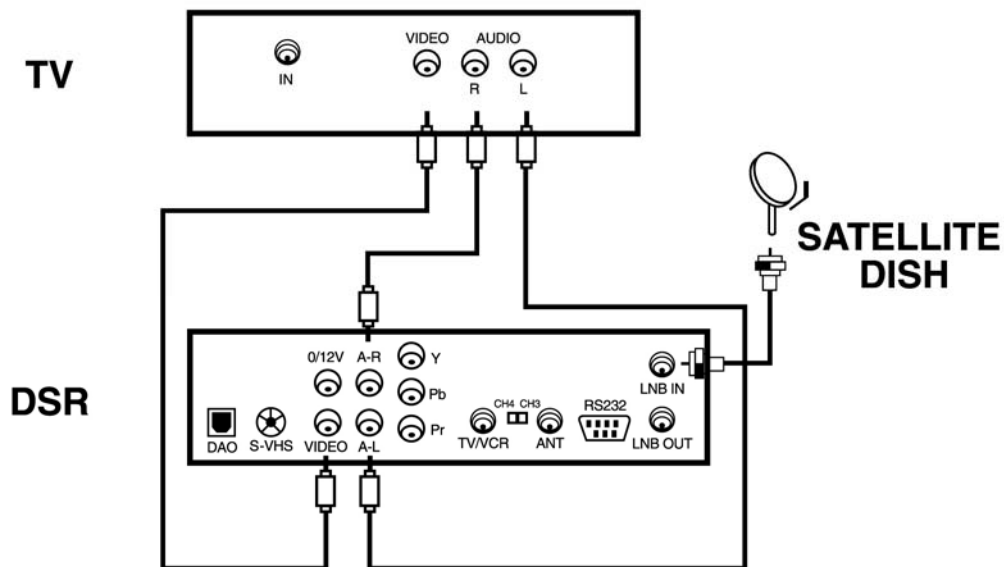 TV
VIDEO AUDIO
IN
R L
SATELLITE
DISH
DSR
0/12V A-R Y
LNB IN
Pb
CH4 CH3
RS232
Pr
DAO S-VHS VIDEO A-L TV/VCR ANT LNB OUT